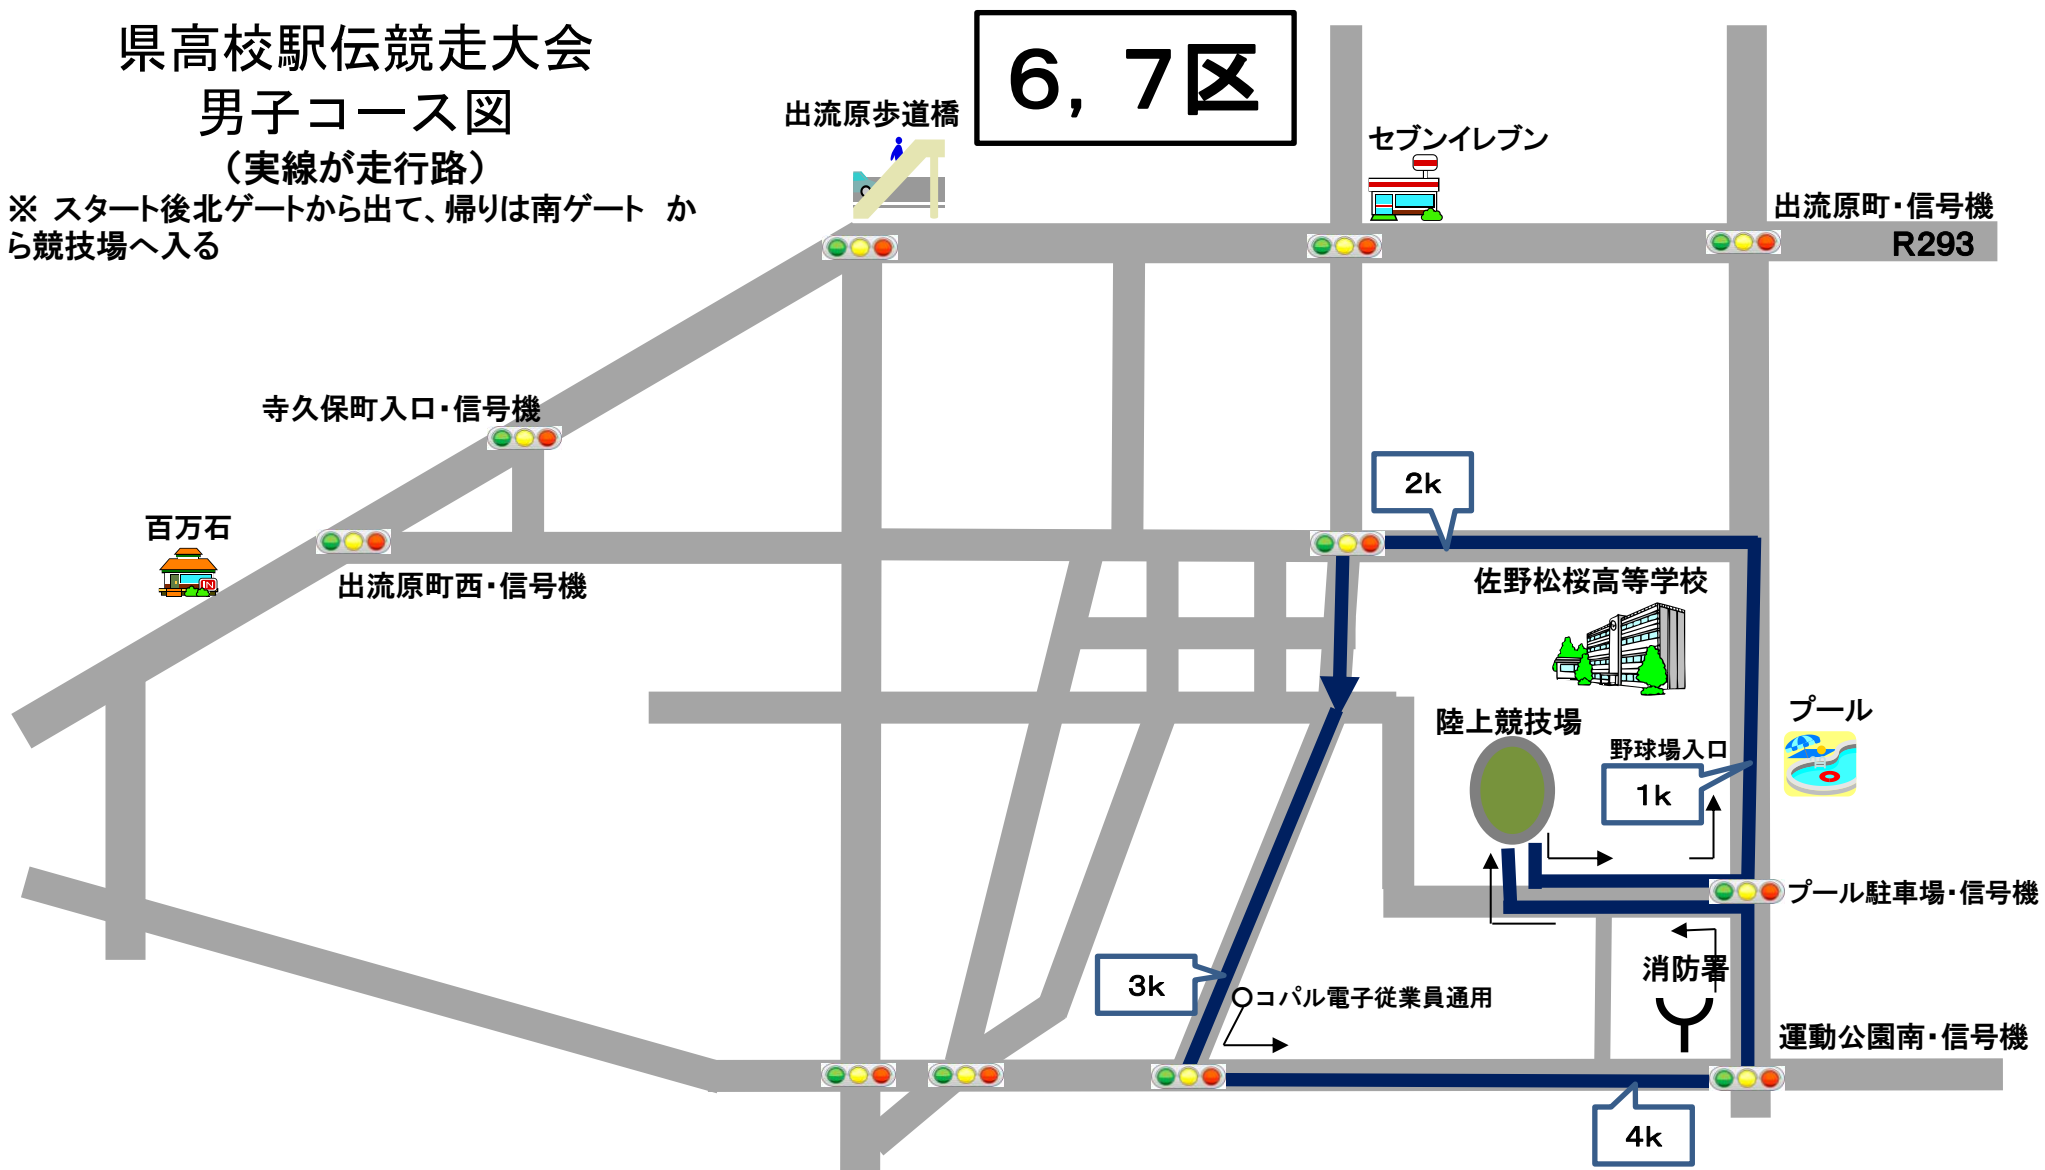 県高校駅伝競走大会
男子コース図
（実線が走行路）
※ スタート後北ゲートから出て、帰りは南ゲート か
ら競技場へ入る
６，７区
出流原歩道橋
セブンイレブン
出流原町・信号機
R293
寺久保町入口・信号機
2k
百万石
出流原町西・信号機
佐野松桜高等学校
プール
陸上競技場
野球場入口
1k
プール駐車場・信号機
消防署
3k
コパル電子従業員通用
運動公園南・信号機
4k